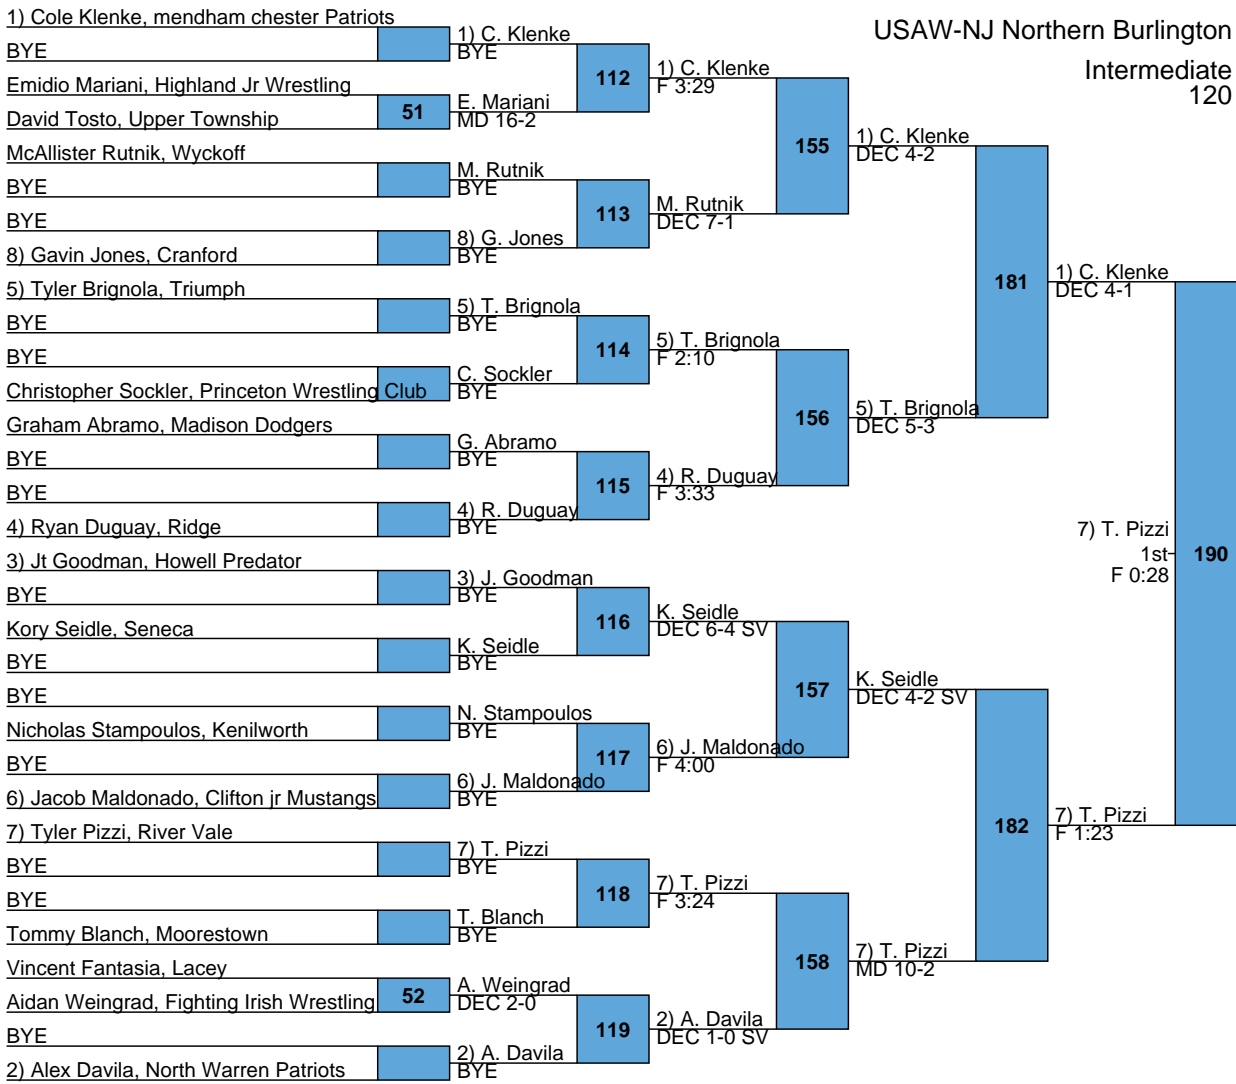 USAW-NJ Northern Burlington
Intermediate
120
1) Cole Klenke, mendham chester Patriots
BYE
Emidio Mariani, Highland Jr Wrestling
David Tosto, Upper Township
McAllister Rutnik, Wyckoff
BYE
BYE
8) Gavin Jones, Cranford
5) Tyler Brignola, Triumph
BYE
BYE
Christopher Sockler, Princeton Wrestling Club
Graham Abramo, Madison Dodgers
BYE
BYE
4) Ryan Duguay, Ridge
3) Jt Goodman, Howell Predator
BYE
Kory Seidle, Seneca
BYE
BYE
Nicholas Stampoulos, Kenilworth
BYE
6) Jacob Maldonado, Clifton jr Mustangs
7) Tyler Pizzi, River Vale
BYE
BYE
Tommy Blanch, Moorestown
Vincent Fantasia, Lacey
Aidan Weingrad, Fighting Irish Wrestling
BYE
2) Alex Davila, North Warren Patriots
51
52
1) C. Klenke
BYE
E. Mariani
MD 16-2
M. Rutnik
BYE
8) G. Jones
BYE
5) T. Brignola
BYE
C. Sockler
BYE
G. Abramo
BYE
4) R. Duguay
BYE
3) J. Goodman
BYE
K. Seidle
BYE
N. Stampoulos
BYE
6) J. Maldonado
BYE
7) T. Pizzi
BYE
T. Blanch
BYE
A. Weingrad
DEC 2-0
2) A. Davila
BYE
112
113
114
115
116
117
118
119
1) C. Klenke
F 3:29
M. Rutnik
DEC 7-1
5) T. Brignola
F 2:10
4) R. Duguay
F 3:33
K. Seidle
DEC 6-4 SV
6) J. Maldonado
F 4:00
7) T. Pizzi
F 3:24
2) A. Davila
DEC 1-0 SV
155
156
157
158
1) C. Klenke
DEC 4-2
5) T. Brignola
DEC 5-3
K. Seidle
DEC 4-2 SV
7) T. Pizzi
MD 10-2
181
182
1) C. Klenke
DEC 4-1
7) T. Pizzi
F 1:23
7) T. Pizzi
1st
F 0:28
190